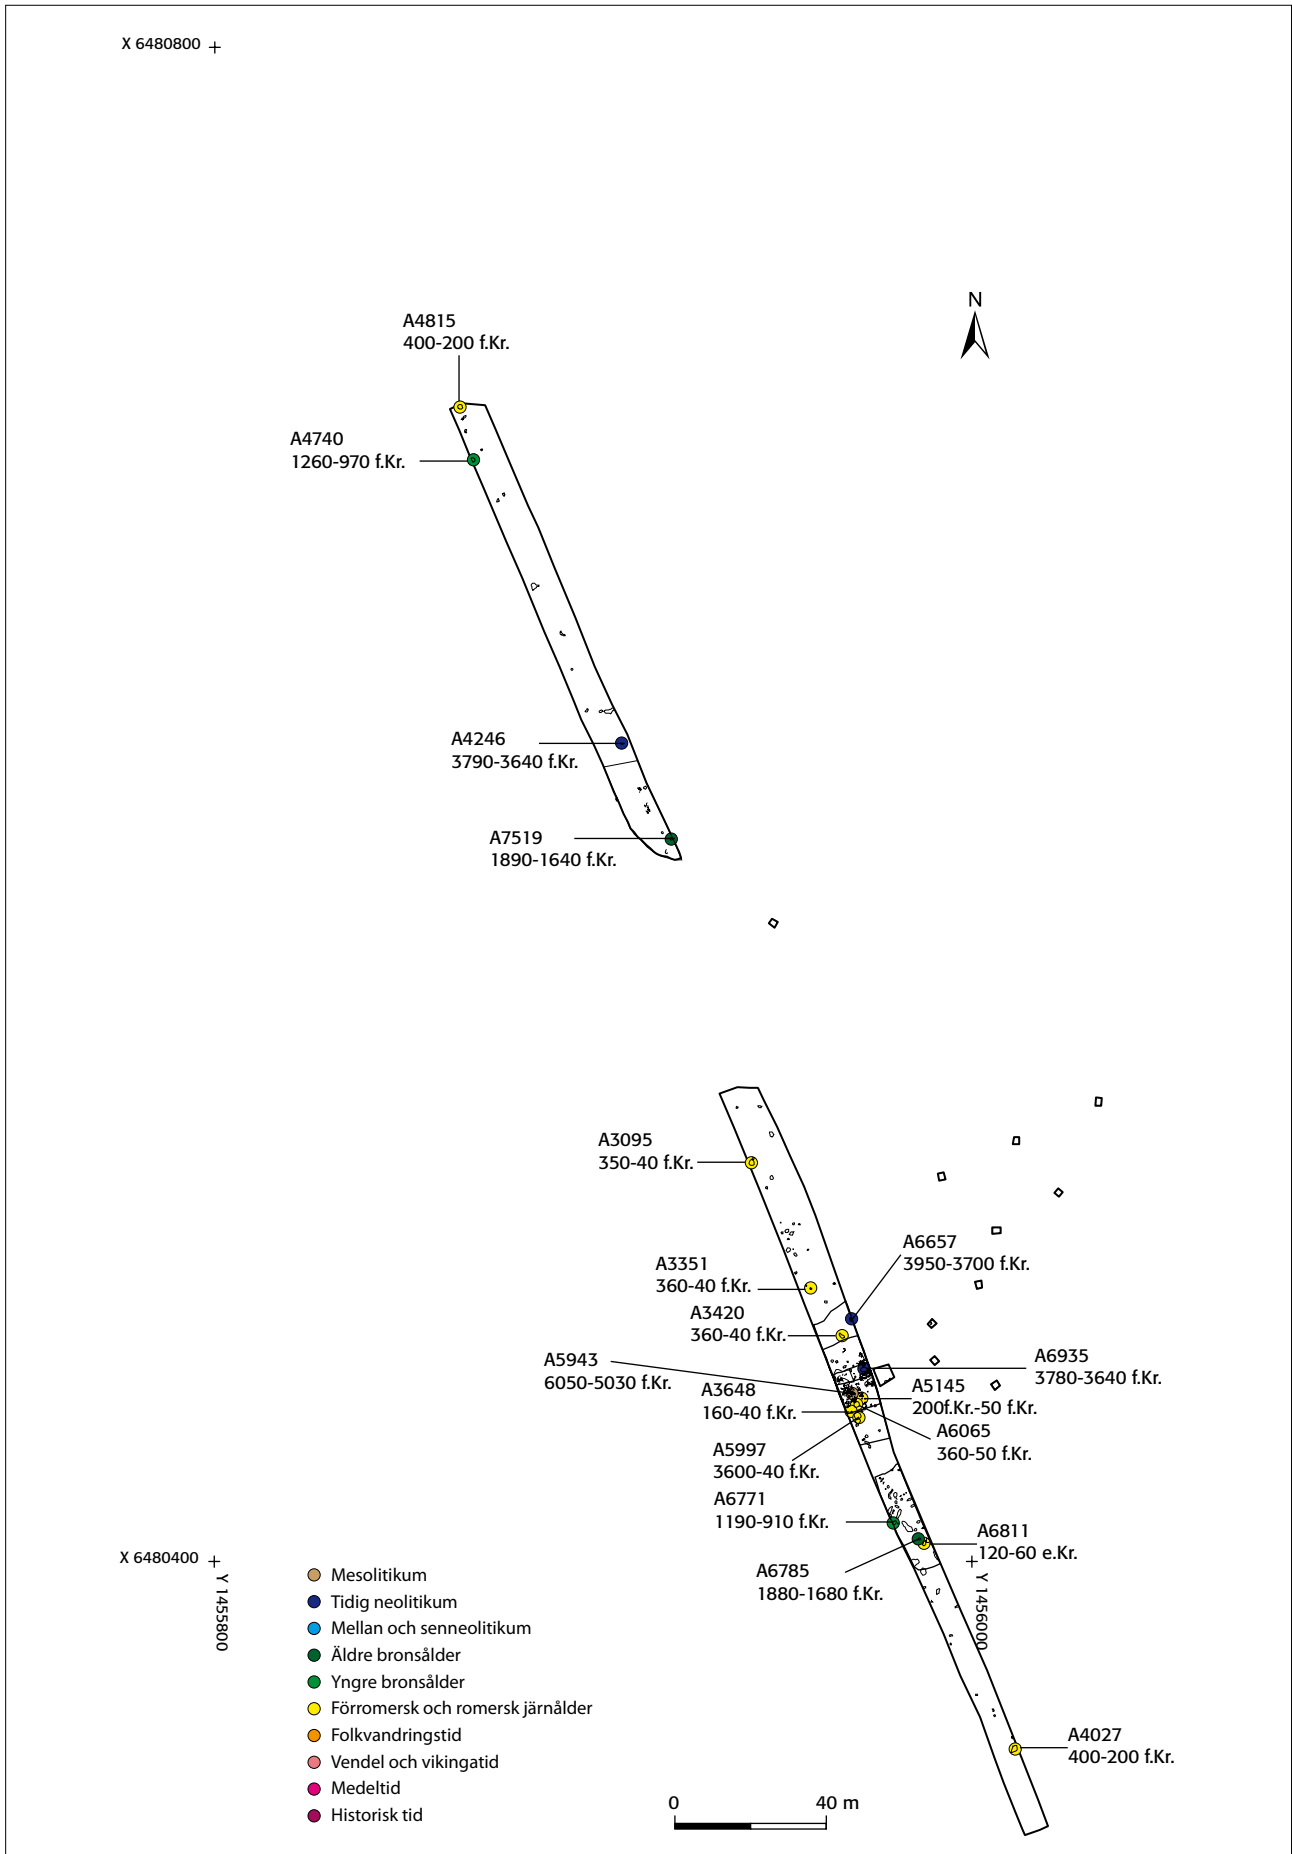 X 6480800
N
A4815
400-200 f.Kr.
A4740
1260-970 f.Kr.
A4246
3790-3640 f.Kr.
A7519
1890-1640 f.Kr.
A3095
350-40 f.Kr.
A6657
3950-3700 f.Kr.
A3351
360-40 f.Kr.
A3420
360-40 f.Kr.
A5943
6050-5030 f.Kr.
A6935
3780-3640 f.Kr.
A3648
160-40 f.Kr.
A5145
200f.Kr.-50 f.Kr.
A6065
360-50 f.Kr.
A5997
3600-40 f.Kr.
A6771
1190-910 f.Kr.
A6811
120-60 e.Kr.
A6785
1880-1680 f.Kr.
X 6480400
Y 1455800
Y 1456000
Mesolitikum
Tidig neolitikum
Mellan och senneolitikum
Äldre bronsålder
Yngre bronsålder
Förromersk och romersk järnålder
Folkvandringstid
Vendel och vikingatid
Medeltid
Historisk tid
A4027
400-200 f.Kr.
0 40 m